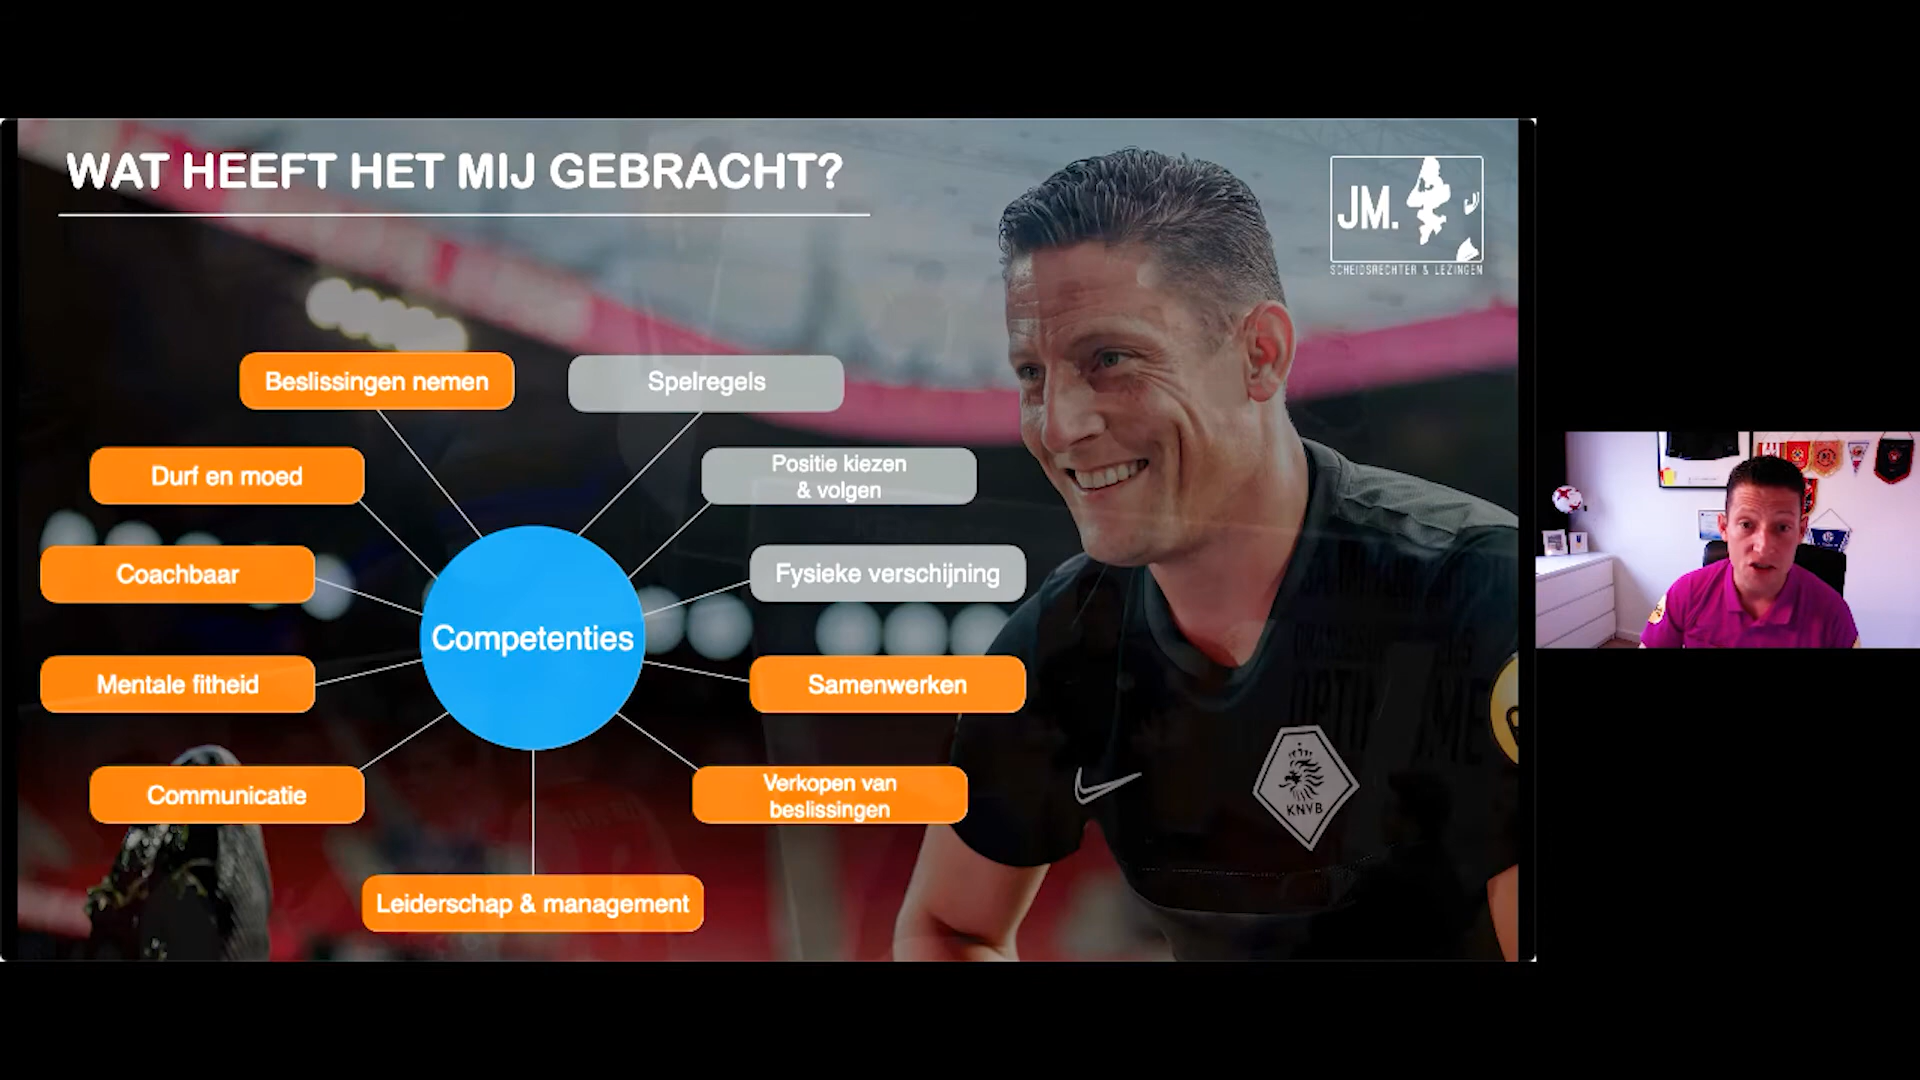 WAT HEEFT HET MIJ GEBRACHT?
JM.
SCHEIDSRECHTER & LEZINGEN
Beslissingen nemen
Spelregels
Durf en moed
Positie kiezen
& volgen
Coachbaar
Fysieke verschijning
Competenties
Mentale fitheid
Samenwerken
Communicatie
Verkopen van
beslissingen
Leiderschap & management
KNVB